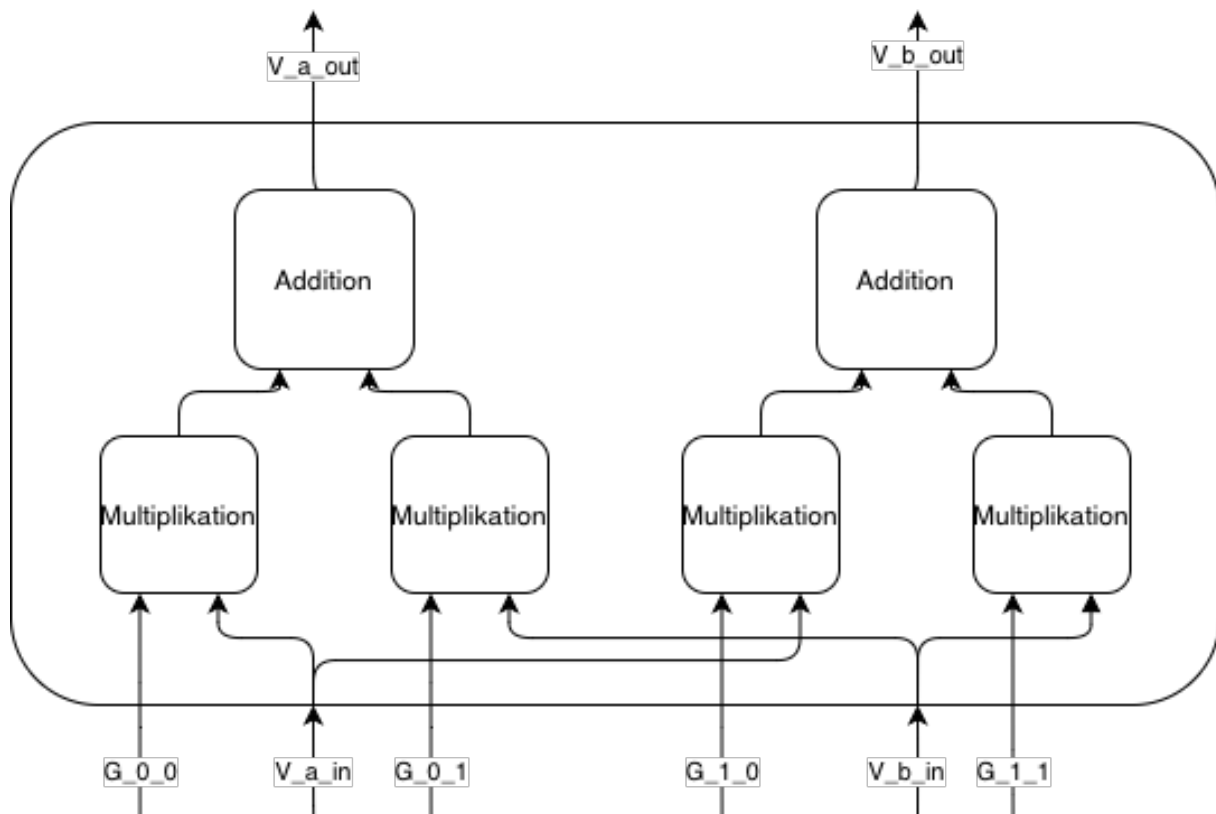 V_a_out
V_b_out
Addition
Addition
Multiplikation
Multiplikation
Multiplikation
Multiplikation
G_0_0
V_a_in
G_0_1
G_1_0
V_b_in
G_1_1